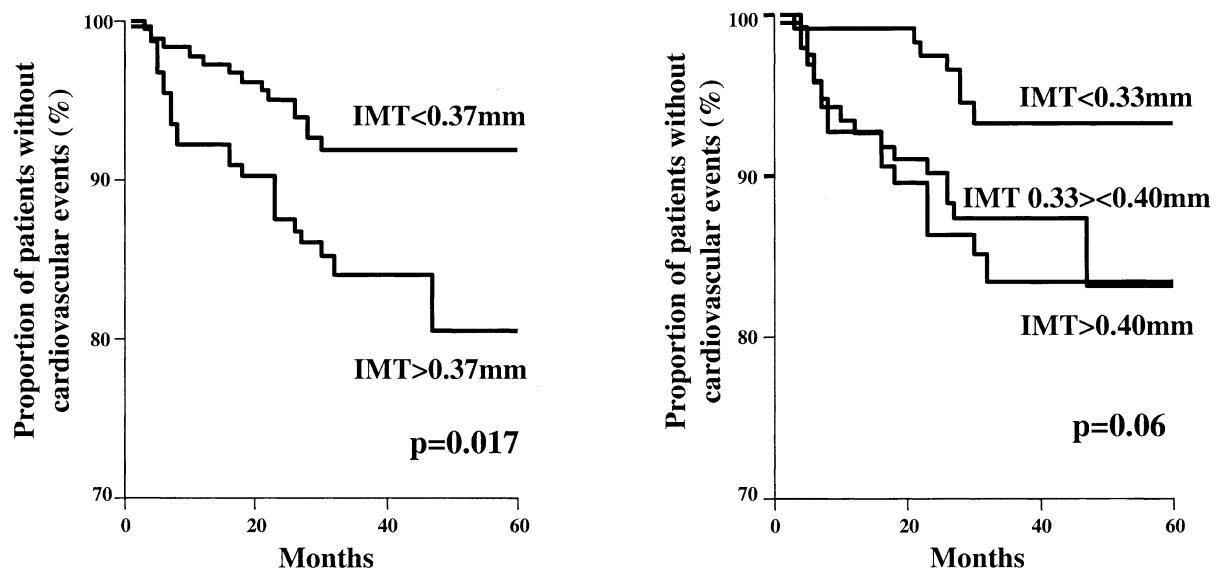 Proportion of patients without
cardiovascular events (%)
100
90
80
70
0
20
40
60
Months
IMT<0.37mm
IMT>0.37mm
p=0.017
Proportion of patients without
cardiovascular events (%)
100
90
80
70
0
20
40
60
Months
IMT<0.33mm
IMT 0.33><0.40mm
IMT>0.40mm
p=0.06